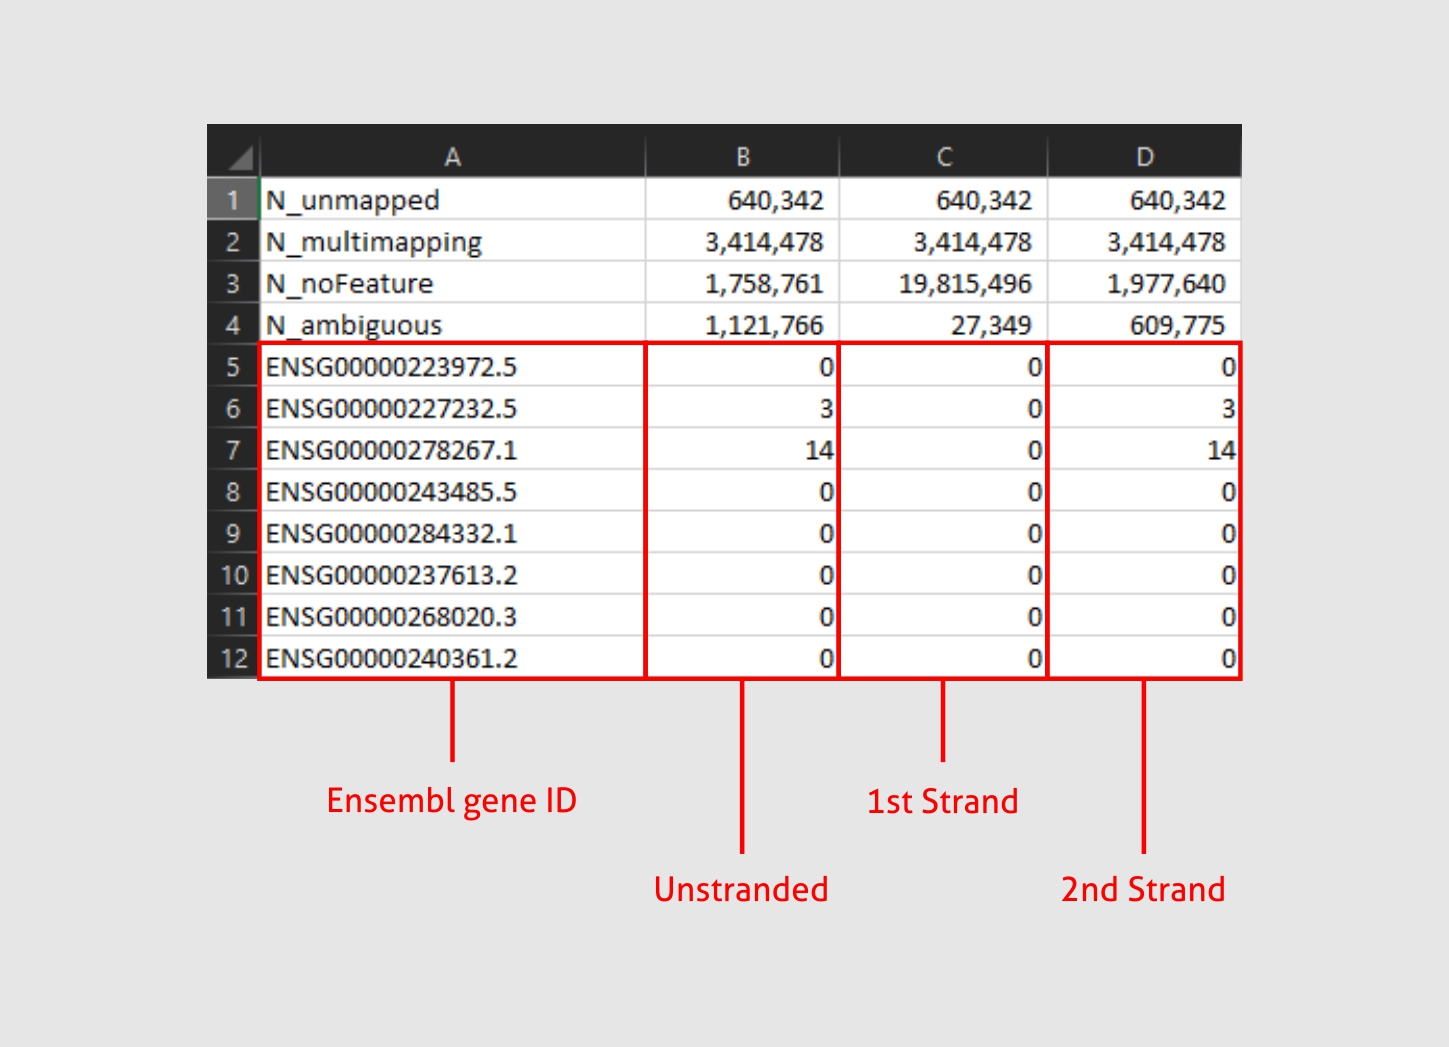 A B C D
1 N_unmapped 640,342 640,342 640,342
2 N_multimapping 3,414,478 3,414,478 3,414,478
3 N_noFeature 1,758,761 19,815,496 1,977,640
4 N_ambiguous 1,121,766 27,349 609,775
5 ENSG00000223972.5 0 0 0
6 ENSG00000227232.5 3 0 3
7 ENSG00000278267.1 14 0 14
8 ENSG00000243485.5 0 0 0
9 ENSG00000284332.1 0 0 0
10 ENSG00000237613.2 0 0 0
11 ENSG00000268020.3 0 0 0
12 ENSG00000240361.2 0 0 0
Ensembl gene ID 1st Strand
Unstranded 2nd Strand